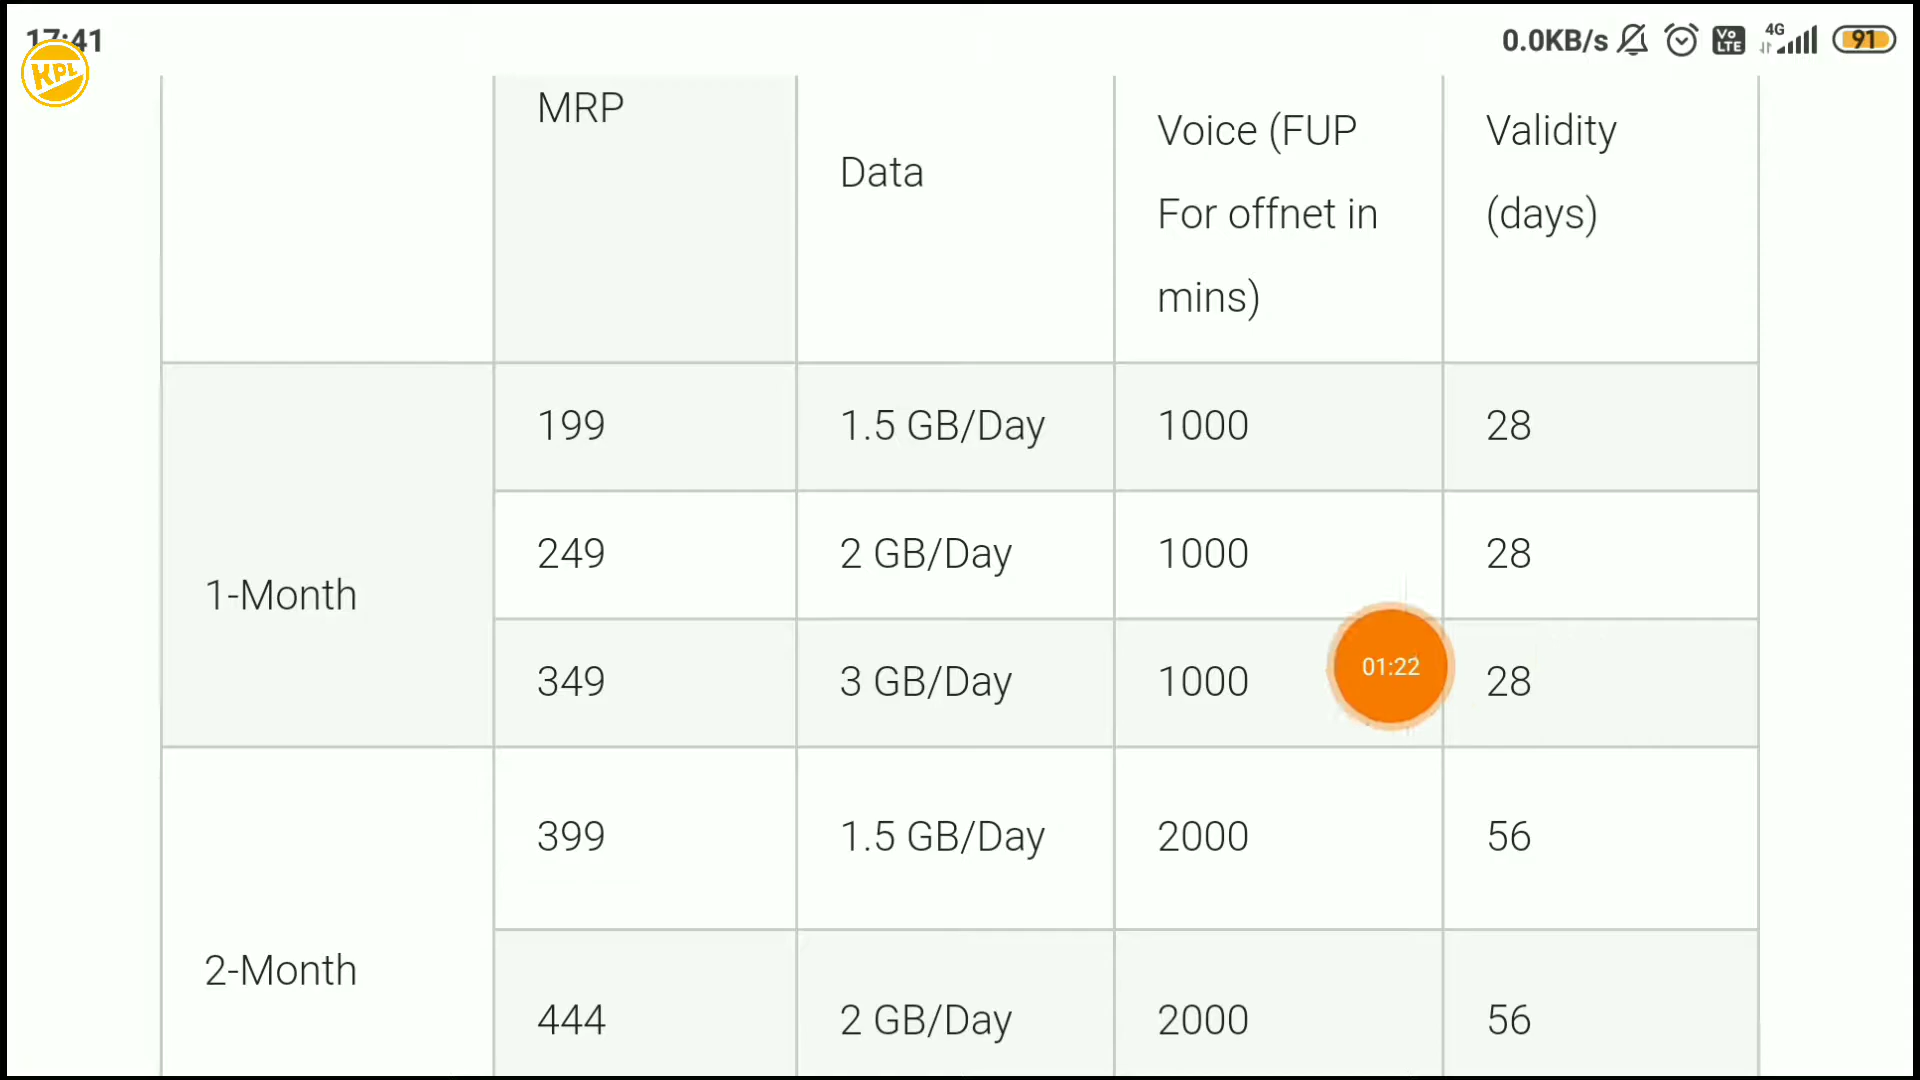 17:41
0.0KB/s Vo LTE 4G 91
KPL
MRP
Data
Voice (FUP
For offnet in
mins)
Validity
(days)
1-Month
199 1.5 GB/Day 1000 28
249 2 GB/Day 1000 28
349 3 GB/Day 1000 28
01:22
2-Month
399 1.5 GB/Day 2000 56
444 2 GB/Day 2000 56